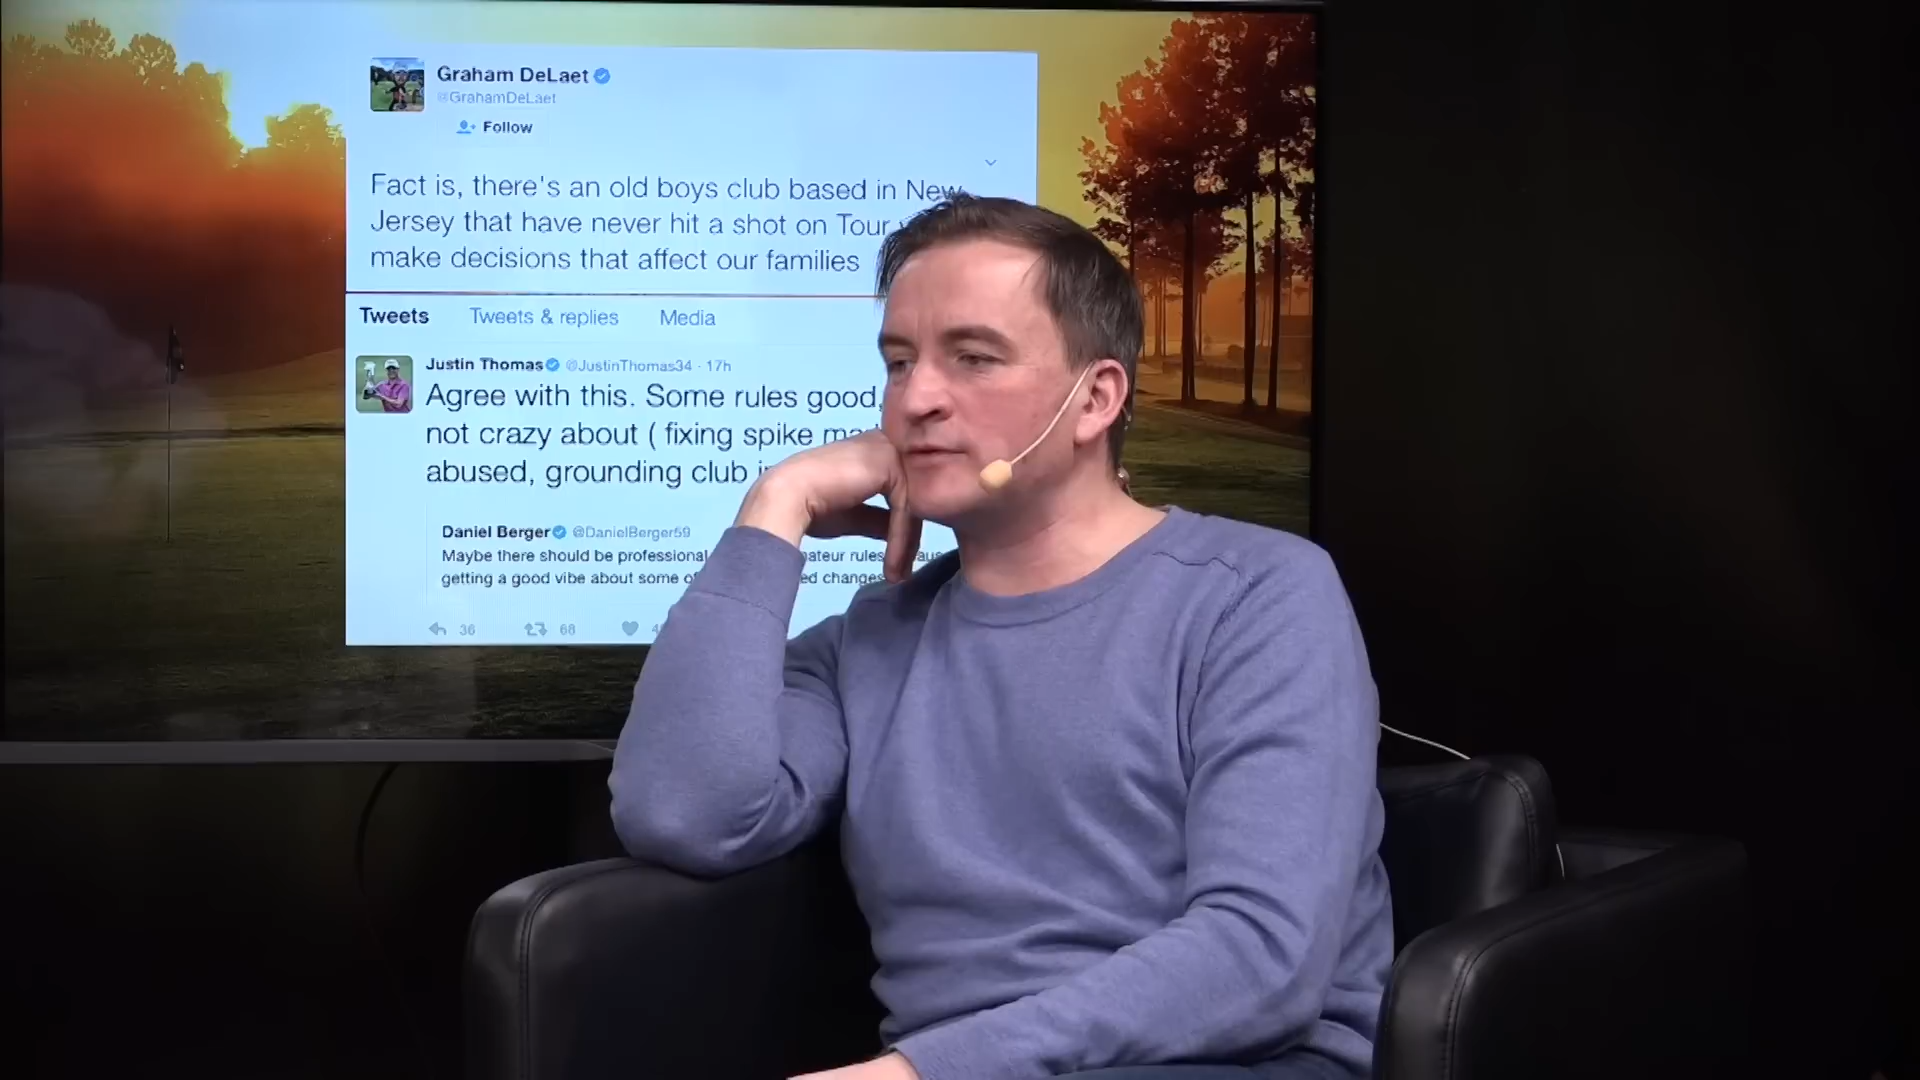 Graham DeLaet
@GrahamDeLaet
Follow
Fact is, there's an old boys club based in New
Jersey that have never hit a shot on Tour
make decisions that affect our families
Tweets Tweets & replies Media
Justin Thomas @JustinThomas34 · 17h
Agree with this. Some rules good,
not crazy about ( fixing spike
abused, grounding club
Daniel Berger @DanielBerger59
Maybe there should be professional rules
getting a good vibe about some changes
36 68